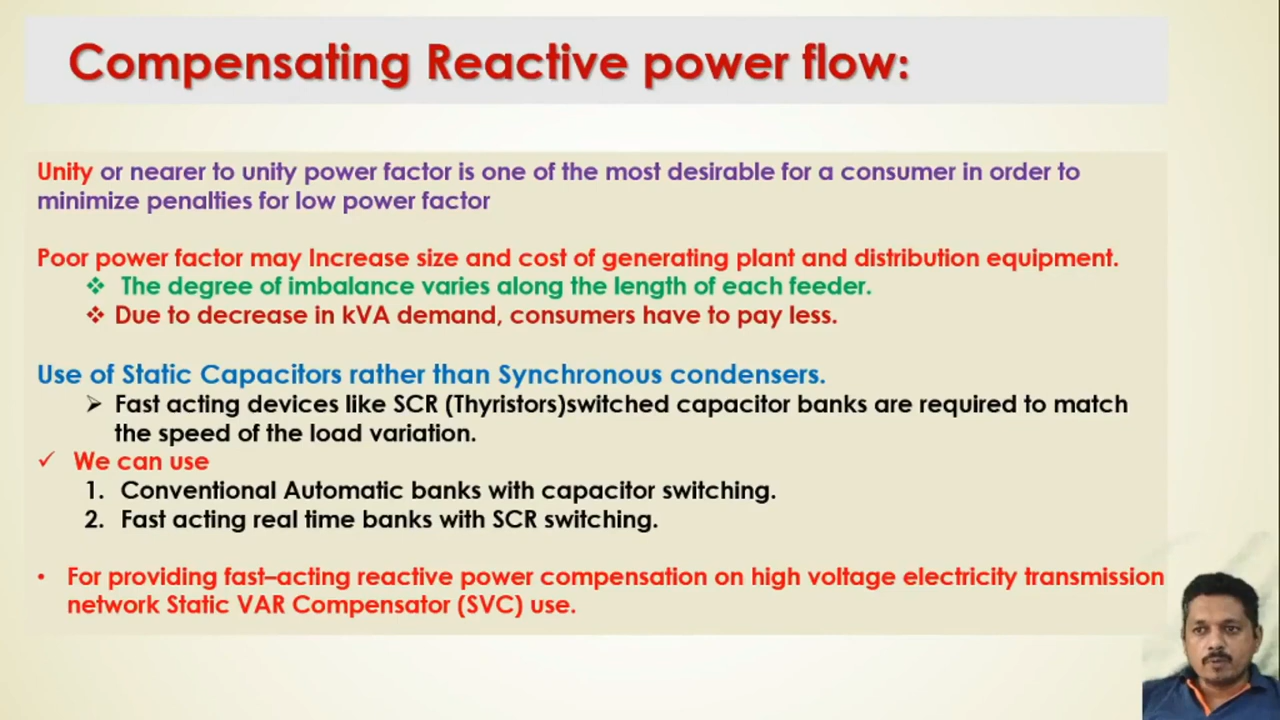 Compensating Reactive power flow:
Unity or nearer to unity power factor is one of the most desirable for a consumer in order to
minimize penalties for low power factor
Poor power factor may Increase size and cost of generating plant and distribution equipment.
❖ The degree of imbalance varies along the length of each feeder.
❖ Due to decrease in kVA demand, consumers have to pay less.
Use of Static Capacitors rather than Synchronous condensers.
➢ Fast acting devices like SCR (Thyristors)switched capacitor banks are required to match
the speed of the load variation.
✓ We can use
1. Conventional Automatic banks with capacitor switching.
2. Fast acting real time banks with SCR switching.
• For providing fast–acting reactive power compensation on high voltage electricity transmission
network Static VAR Compensator (SVC) use.